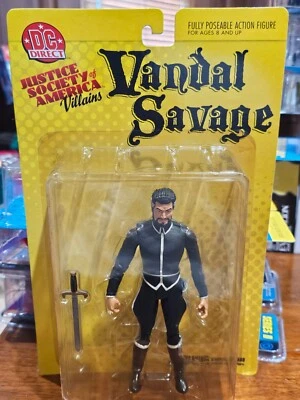 DC
DIRECT
FULLY POSEABLE ACTION FIGURE
FOR AGES 8 AND UP
JUSTICE
SOCIETY of
AMERICA
Villains
Vandal
Savage